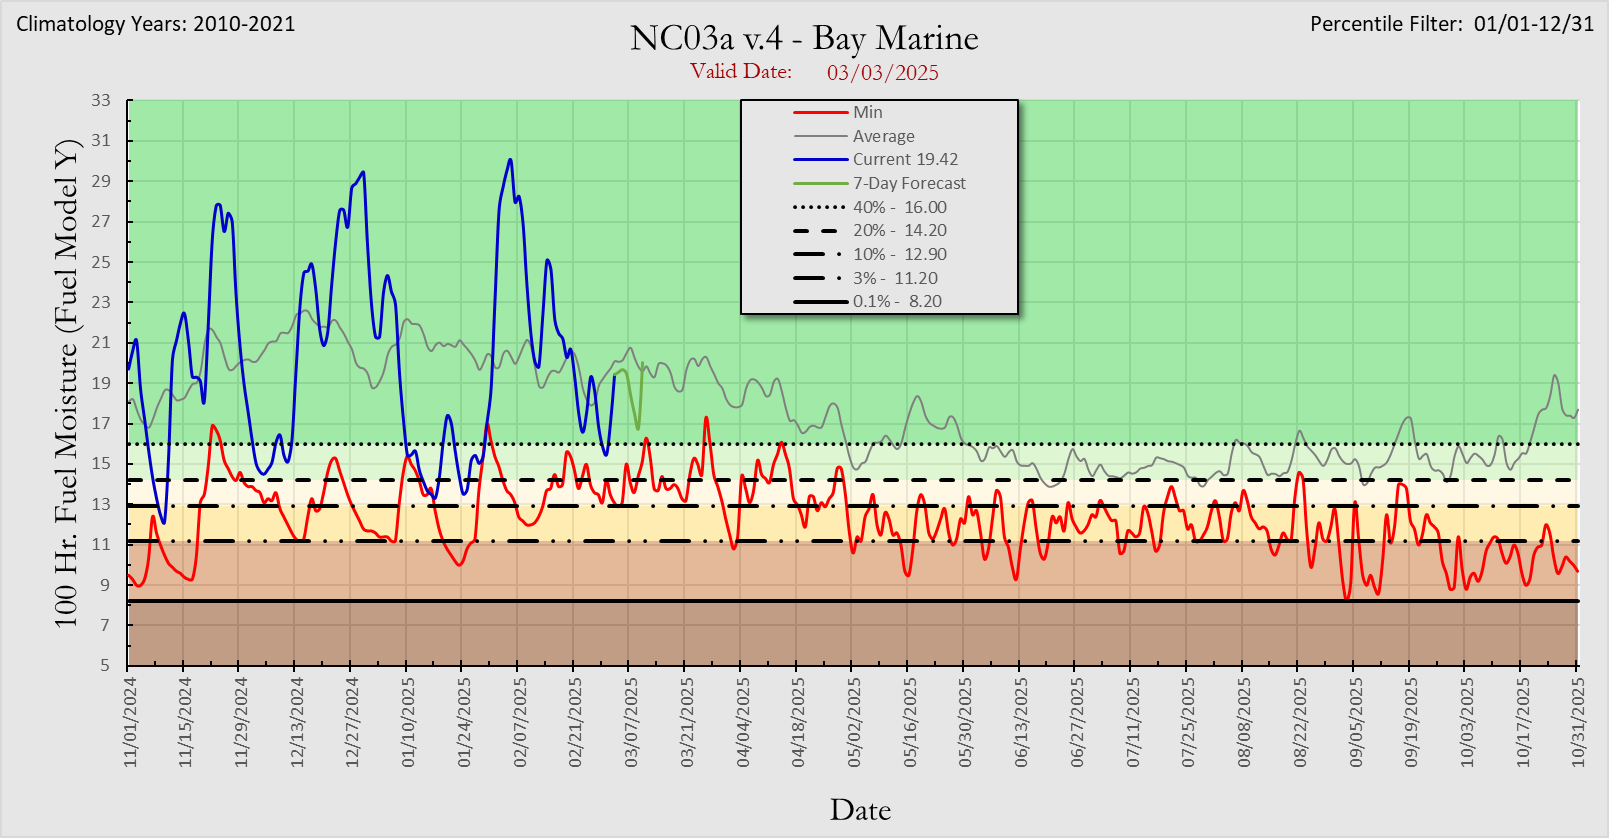 Climatology Years: 2010-2021
Percentile Filter:  01/01-12/31
NC03a v.4 - Bay Marine
Valid Date: 03/03/2025
100 Hr. Fuel Moisture (Fuel Model Y)
33
31
29
27
25
23
21
19
17
15
13
11
9
7
5
Min
Average
Current 19.42
7-Day Forecast
40% - 16.00
20% - 14.20
10% - 12.90
3% - 11.20
0.1% - 8.20
11/01/2024
11/15/2024
11/29/2024
12/13/2024
12/27/2024
01/10/2025
01/24/2025
02/07/2025
02/21/2025
03/07/2025
03/21/2025
04/04/2025
04/18/2025
05/02/2025
05/16/2025
05/30/2025
06/13/2025
06/27/2025
07/11/2025
07/25/2025
08/08/2025
08/22/2025
09/05/2025
09/19/2025
10/03/2025
10/17/2025
10/31/2025
Date